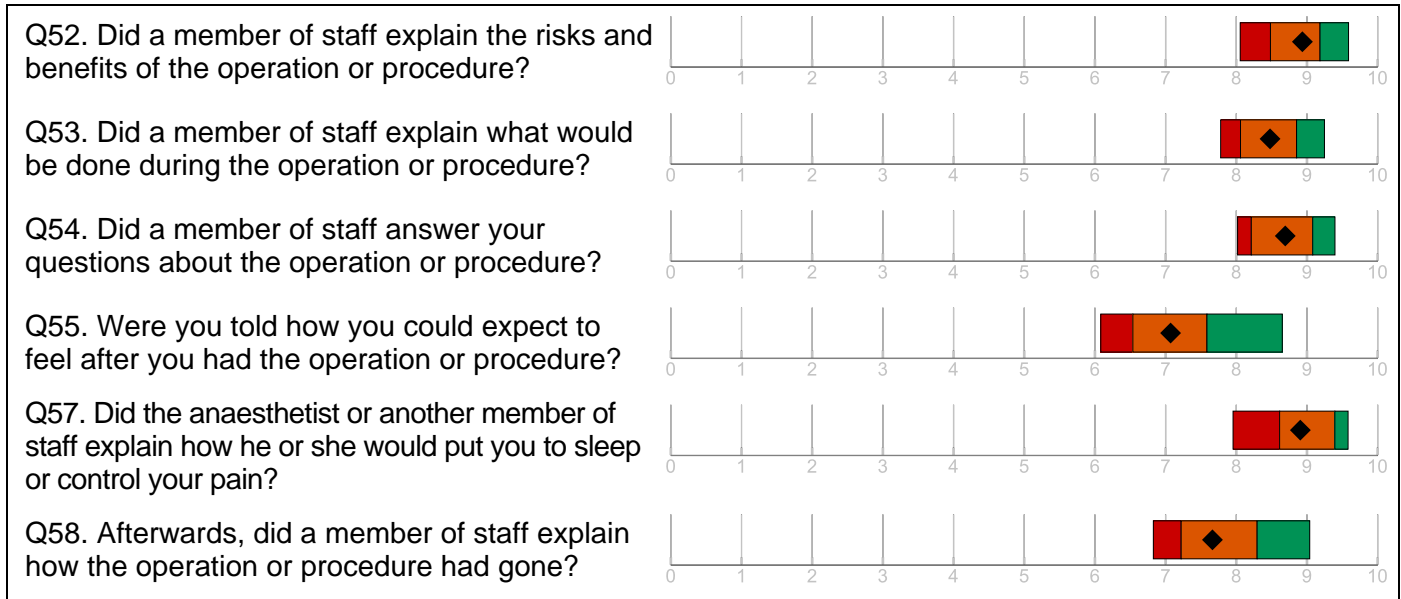 Q52. Did a member of staff explain the risks and
benefits of the operation or procedure?
0 1 2 3 4 5 6 7 8 9 10
Q53. Did a member of staff explain what would
be done during the operation or procedure?
0 1 2 3 4 5 6 7 8 9 10
Q54. Did a member of staff answer your
questions about the operation or procedure?
0 1 2 3 4 5 6 7 8 9 10
Q55. Were you told how you could expect to
feel after you had the operation or procedure?
0 1 2 3 4 5 6 7 8 9 10
Q57. Did the anaesthetist or another member of
staff explain how he or she would put you to sleep
or control your pain?
0 1 2 3 4 5 6 7 8 9 10
Q58. Afterwards, did a member of staff explain
how the operation or procedure had gone?
0 1 2 3 4 5 6 7 8 9 10